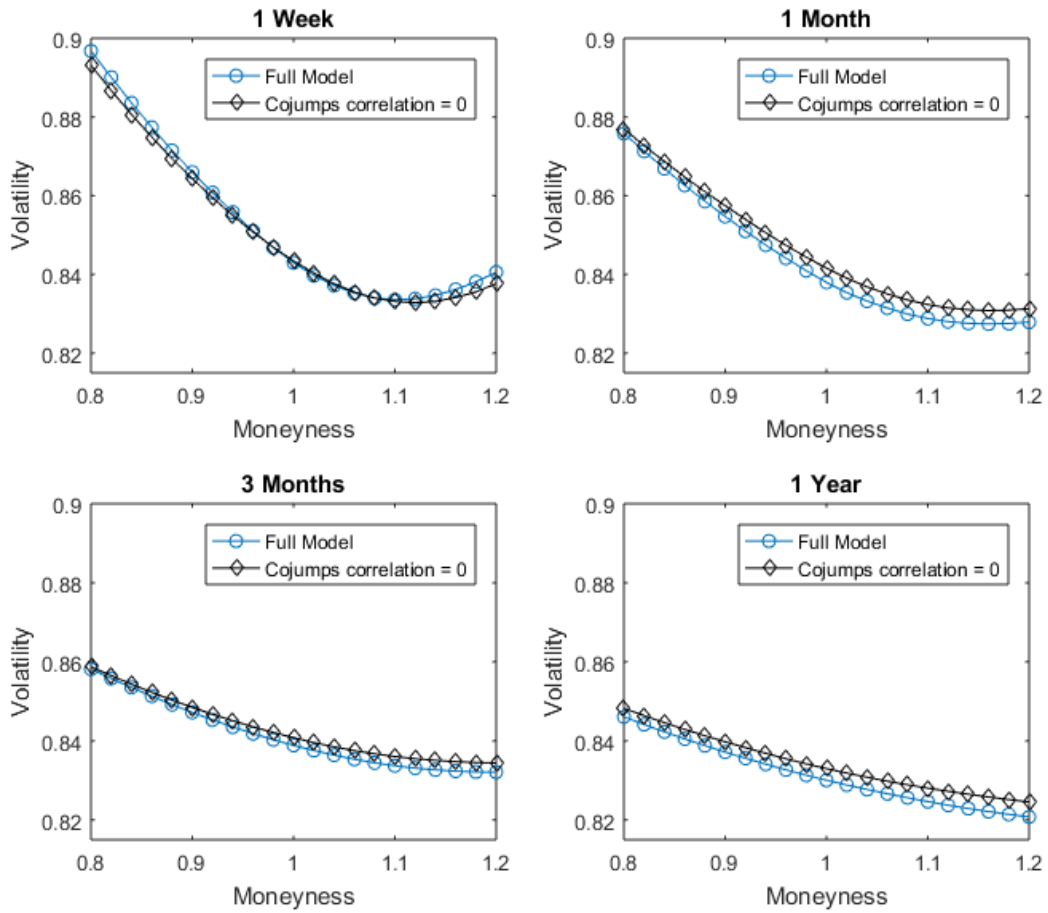 1 Week
0.9
0.88
0.86
0.84
0.82
Volatility
Full Model
Cojumps correlation = 0
0.8 0.9 1 1.1 1.2
Moneyness
1 Month
0.9
0.88
0.86
0.84
0.82
Volatility
Full Model
Cojumps correlation = 0
0.8 0.9 1 1.1 1.2
Moneyness
3 Months
0.9
0.88
0.86
0.84
0.82
Volatility
Full Model
Cojumps correlation = 0
0.8 0.9 1 1.1 1.2
Moneyness
1 Year
0.9
0.88
0.86
0.84
0.82
Volatility
Full Model
Cojumps correlation = 0
0.8 0.9 1 1.1 1.2
Moneyness